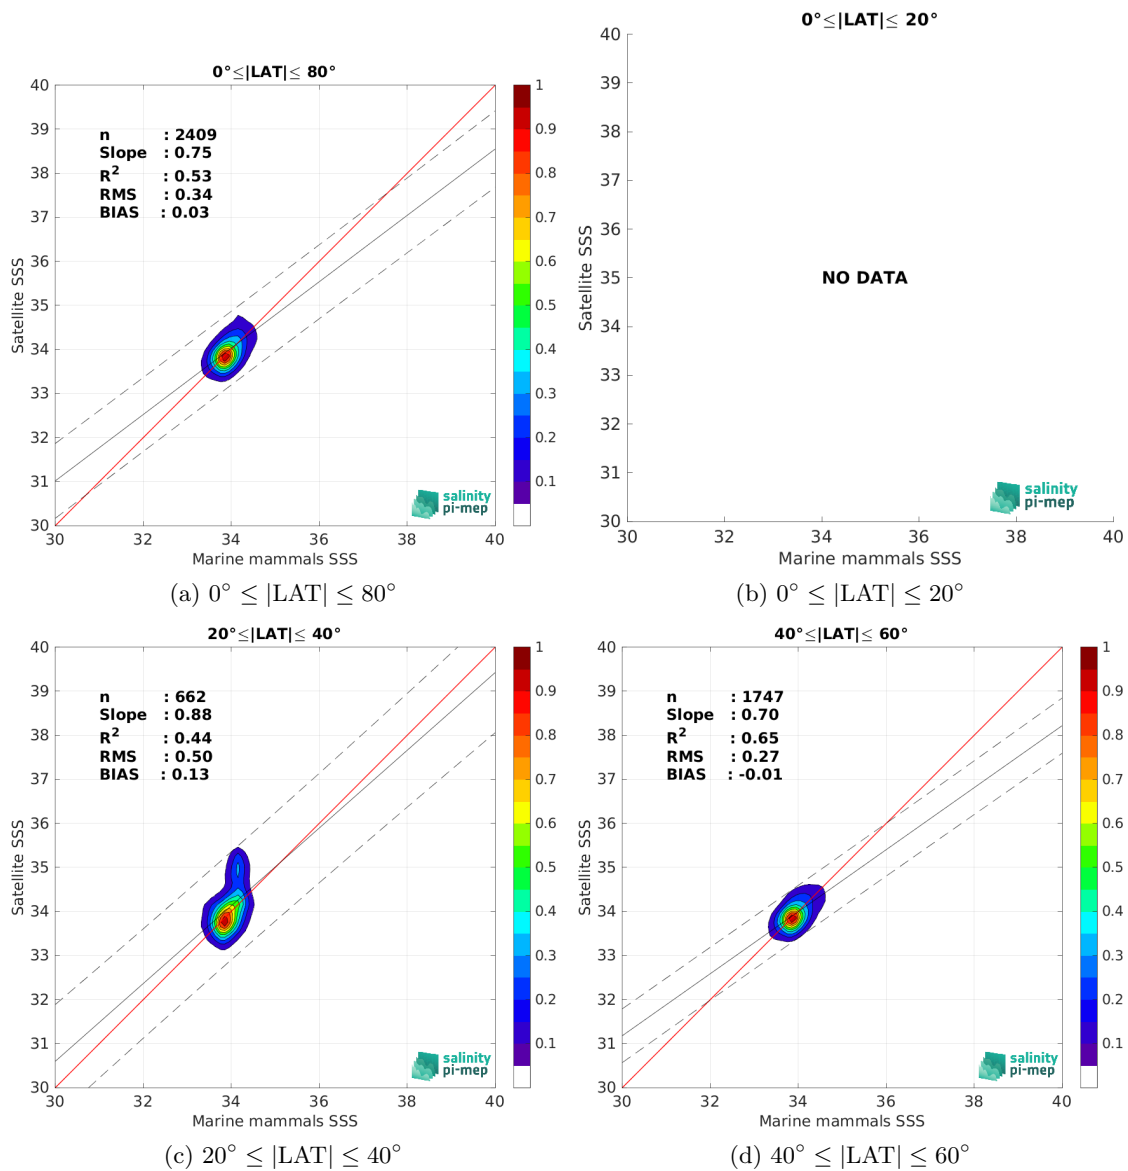 0°≤|LAT|≤ 80°
40
39
38
37
36
35
34
33
32
31
30
Satellite SSS
n : 2409
Slope : 0.75
R² : 0.53
RMS : 0.34
BIAS : 0.03
salinity
pi-mep
30 32 34 36 38 40
Marine mammals SSS
1
0.9
0.8
0.7
0.6
0.5
0.4
0.3
0.2
0.1
(a) 0° ≤ |LAT| ≤ 80°
0°≤|LAT|≤ 20°
40
39
38
37
36
35
34
33
32
31
30
Satellite SSS
NO DATA
salinity
pi-mep
30 32 34 36 38 40
Marine mammals SSS
(b) 0° ≤ |LAT| ≤ 20°
20°≤|LAT|≤ 40°
40
39
38
37
36
35
34
33
32
31
30
Satellite SSS
n : 662
Slope : 0.88
R² : 0.44
RMS : 0.50
BIAS : 0.13
salinity
pi-mep
30 32 34 36 38 40
Marine mammals SSS
1
0.9
0.8
0.7
0.6
0.5
0.4
0.3
0.2
0.1
(c) 20° ≤ |LAT| ≤ 40°
40°≤|LAT|≤ 60°
40
39
38
37
36
35
34
33
32
31
30
Satellite SSS
n : 1747
Slope : 0.70
R² : 0.65
RMS : 0.27
BIAS : -0.01
salinity
pi-mep
30 32 34 36 38 40
Marine mammals SSS
1
0.9
0.8
0.7
0.6
0.5
0.4
0.3
0.2
0.1
(d) 40° ≤ |LAT| ≤ 60°